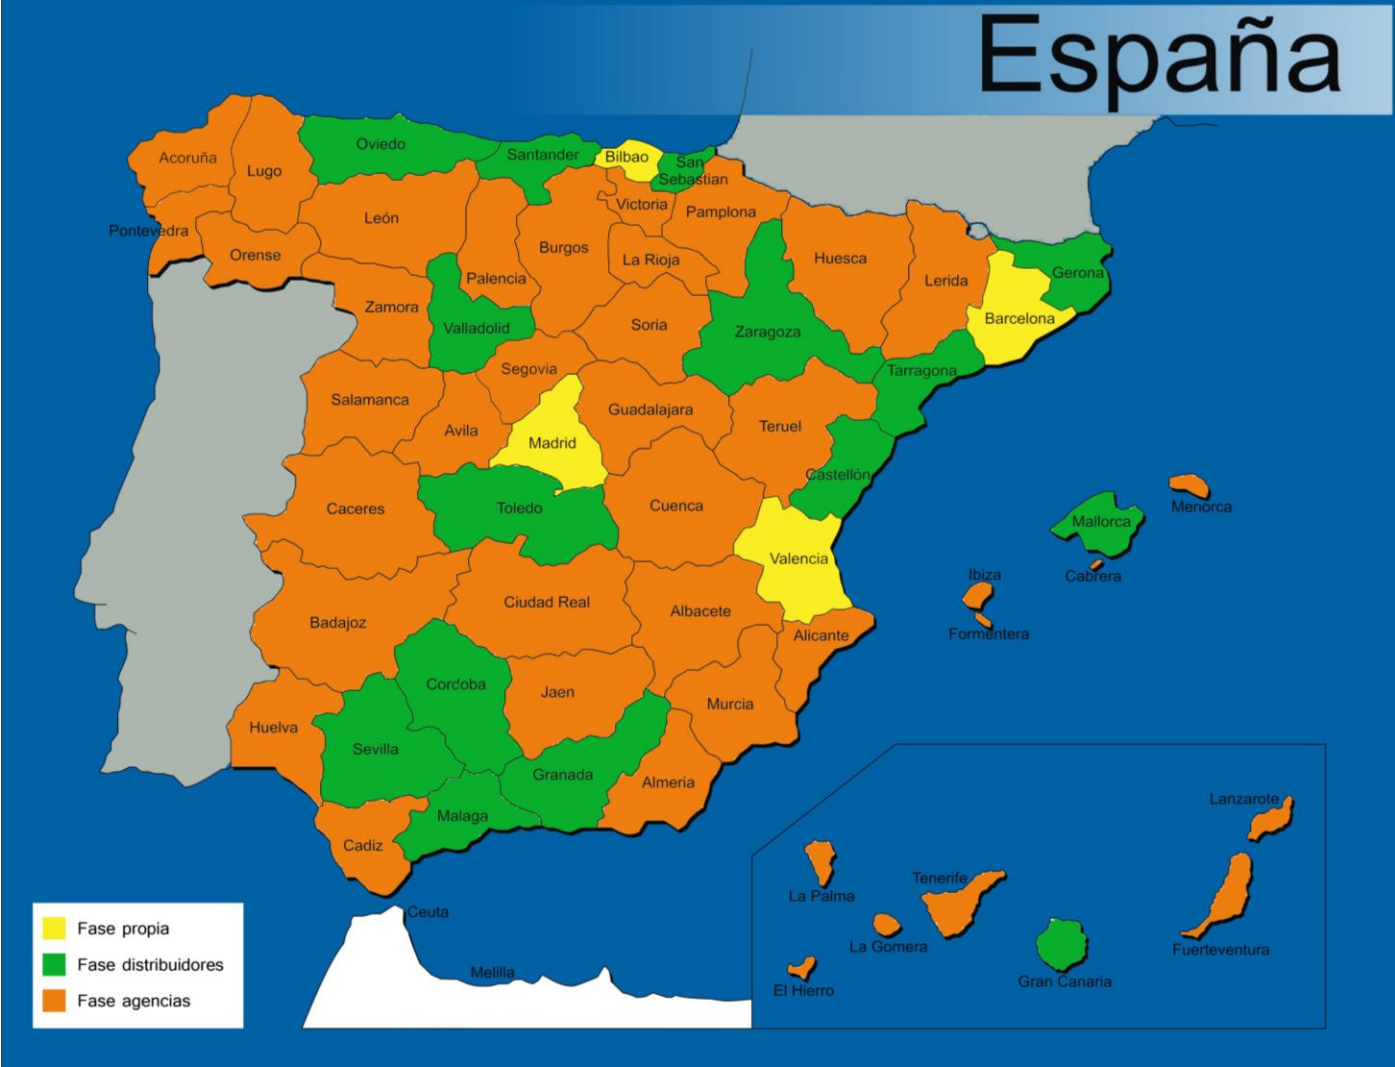 España
Acoruña
Lugo
Oviedo
Santander
Bilbao
San
Sebastian
Pontevedra
Orense
León
Palencia
Burgos
Victoria
Pamplona
La Rioja
Huesca
Lerida
Gerona
Barcelona
Zamora
Valladolid
Soria
Zaragoza
Tarragona
Segovia
Salamanca
Avila
Madrid
Guadalajara
Teruel
Castellón
Caceres
Toledo
Cuenca
Valencia
Mallorca
Menorca
Cabrera
Ibiza
Formentera
Badajoz
Ciudad Real
Albacete
Alicante
Cordoba
Jaen
Murcia
Huelva
Sevilla
Granada
Almeria
Malaga
Cadiz
Ceuta
Melilla
Lanzarote
La Palma
Tenerife
La Gomera
Fuerteventura
El Hierro
Gran Canaria
Fase propia
Fase distribuidores
Fase agencias